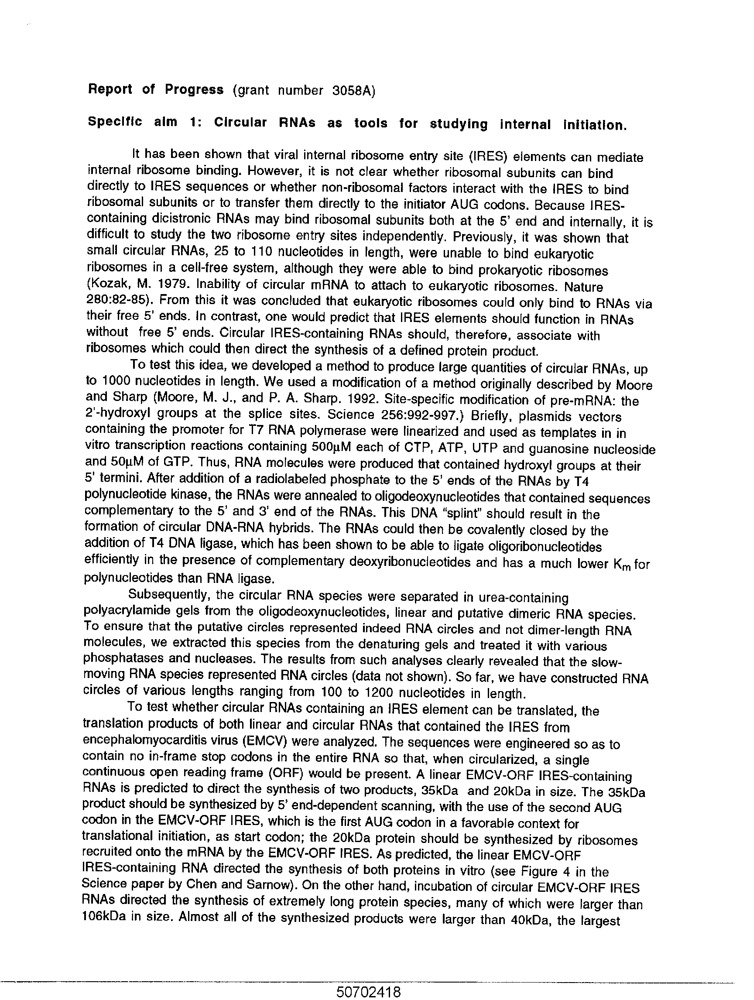 Report of Progress (grant number 3058A)
Specific aim 1: Circular RNAs as tools for studying internal initiation.
It has been shown that viral internal ribosome entry site (IRES) elements can mediate
internal ribosome binding. However, it is not clear whether ribosomal subunits can bind
directly to IRES sequences or whether non-ribosomal factors interact with the IRES to bind
ribosomal subunits or to transfer them directly to the initiator AUG codons. Because IRES-
containing dicistronic RNAs may bind ribosomal subunits both at the 5' end and internally, it is
difficult to study the two ribosome entry sites independently. Previously, it was shown that
small circular RNAs, 25 to 110 nucleotides in length, were unable to bind eukaryotic
ribosomes in a cell-free system, although they were able to bind prokaryotic ribosomes
(Kozak, M. 1979. Inability of circular mRNA to attach to eukaryotic ribosomes. Nature
280:82-85). From this it was concluded that eukaryotic ribosomes could only bind to RNAs via
their free 5' ends. In contrast, one would predict that IRES elements should function in RNAs
without free 5' ends. Circular IRES-containing RNAs should, therefore, associate with
ribosomes which could then direct the synthesis of a defined protein product.
To test this idea, we developed a method to produce large quantities of circular RNAs, up
to 1000 nucleotides in length. We used a modification of a method originally described by Moore
and Sharp (Moore, M. J., and P. A. Sharp. 1992. Site-specific modification of pre-mRNA: the
2'-hydroxyl groups at the splice sites. Science 256:992-997.) Briefly, plasmids vectors
containing the promoter for T7 RNA polymerase were linearized and used as templates in in
vitro transcription reactions containing 500µM each of CTP, ATP, UTP and guanosine nucleoside
and 50µM of GTP. Thus, RNA molecules were produced that contained hydroxyl groups at their
5' termini. After addition of a radiolabeled phosphate to the 5' ends of the RNAs by T4
polynucleotide kinase, the RNAs were annealed to oligodeoxynucleotides that contained sequences
complementary to the 5' and 3' end of the RNAs. This DNA "splint" should result in the
formation of circular DNA-RNA hybrids. The RNAs could then be covalently closed by the
addition of T4 DNA ligase, which has been shown to be able to ligate oligoribonucleotides
efficiently in the presence of complementary deoxyribonucleotides and has a much lower Km for
polynucleotides than RNA ligase.
Subsequently, the circular RNA species were separated in urea-containing
polyacrylamide gels from the oligodeoxynucleotides, linear and putative dimeric RNA species.
To ensure that the putative circles represented indeed RNA circles and not dimer-length RNA
molecules, we extracted this species from the denaturing gels and treated it with various
phosphatases and nucleases. The results from such analyses clearly revealed that the slow-
moving RNA species represented RNA circles (data not shown). So far, we have constructed RNA
circles of various lengths ranging from 100 to 1200 nucleotides in length.
To test whether circular RNAs containing an IRES element can be translated, the
translation products of both linear and circular RNAs that contained the IRES from
encephalomyocarditis virus (EMCV) were analyzed. The sequences were engineered so as to
contain no in-frame stop codons in the entire RNA so that, when circularized, a single
continuous open reading frame (ORF) would be present. A linear EMCV-ORF IRES-containing
RNAs is predicted to direct the synthesis of two products, 35kDa and 20kDa in size. The 35kDa
product should be synthesized by 5' end-dependent scanning, with the use of the second AUG
codon in the EMCV-ORF IRES, which is the first AUG codon in a favorable context for
translational initiation, as start codon; the 20kDa protein should be synthesized by ribosomes
recruited onto the mRNA by the EMCV-ORF IRES. As predicted, the linear EMCV-ORF
IRES-containing RNA directed the synthesis of both proteins in vitro (see Figure 4 in the
Science paper by Chen and Sarnow). On the other hand, incubation of circular EMCV-ORF IRES
RNAs directed the synthesis of extremely long protein species, many of which were larger than
106kDa in size. Almost all of the synthesized products were larger than 40kDa, the largest
50702418